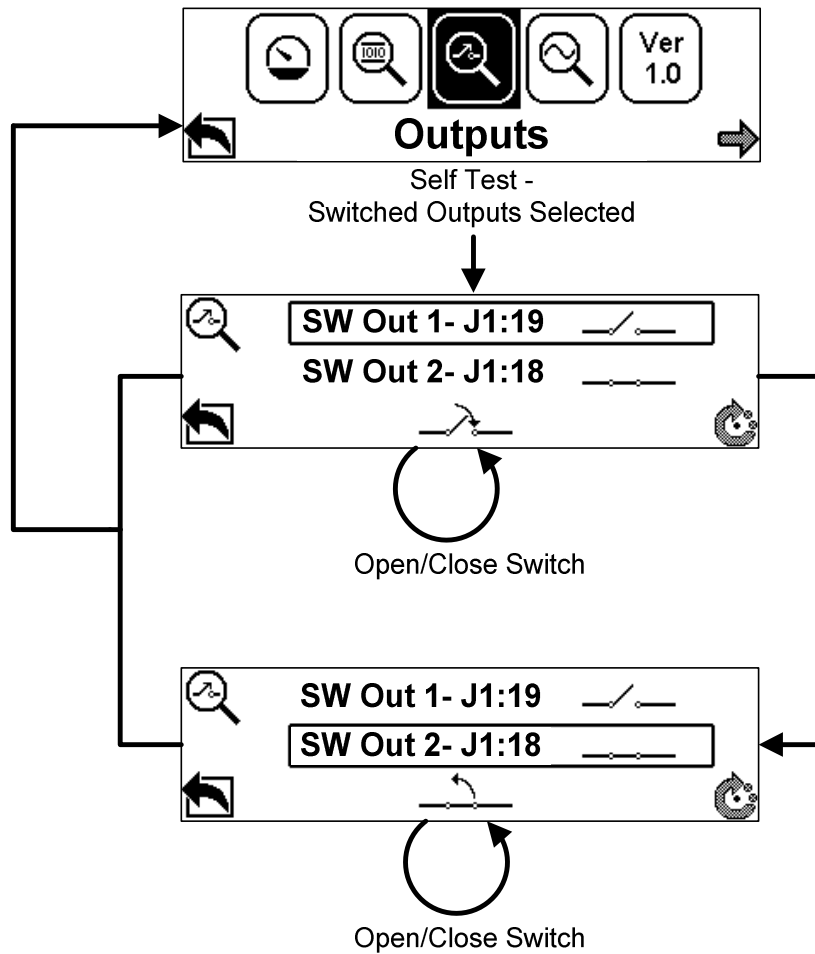 1010
Ver
1.0
Outputs
Self Test -
Switched Outputs Selected
SW Out 1- J1:19
SW Out 2- J1:18
Open/Close Switch
SW Out 1- J1:19
SW Out 2- J1:18
Open/Close Switch